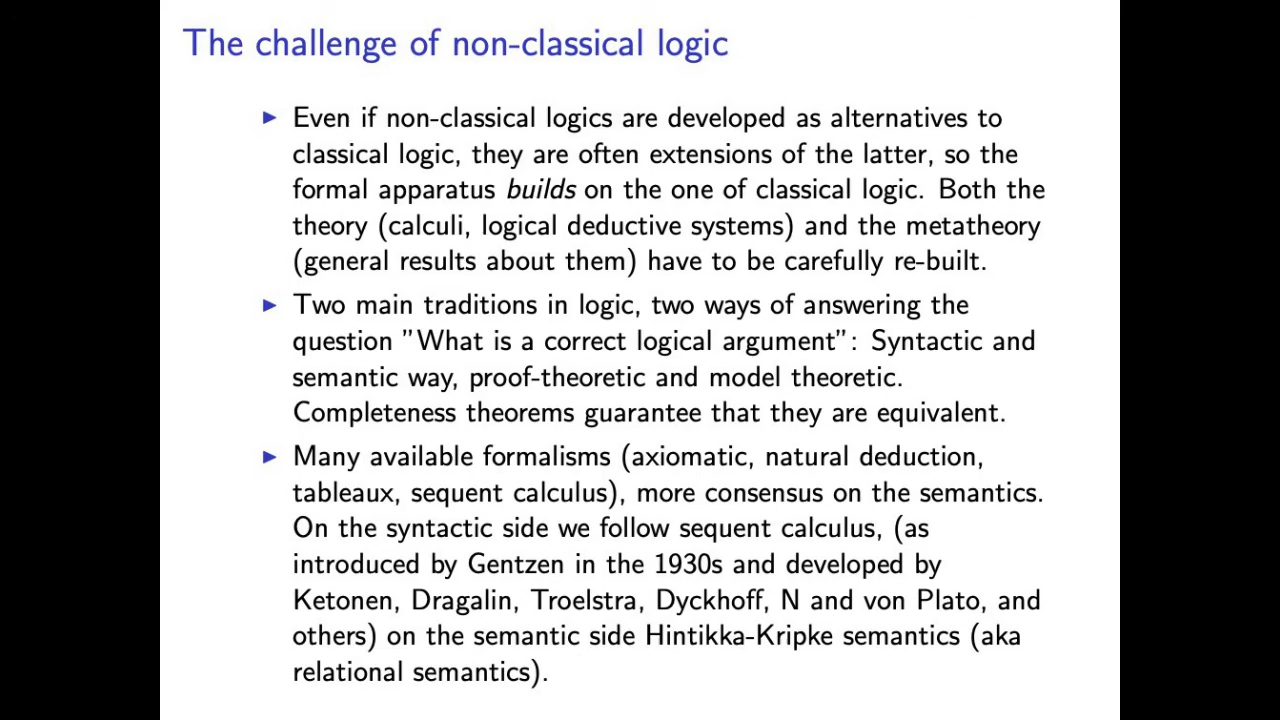 The challenge of non-classical logic
▶ Even if non-classical logics are developed as alternatives to
classical logic, they are often extensions of the latter, so the
formal apparatus builds on the one of classical logic. Both the
theory (calculi, logical deductive systems) and the metatheory
(general results about them) have to be carefully re-built.
▶ Two main traditions in logic, two ways of answering the
question ”What is a correct logical argument”: Syntactic and
semantic way, proof-theoretic and model theoretic.
Completeness theorems guarantee that they are equivalent.
▶ Many available formalisms (axiomatic, natural deduction,
tableaux, sequent calculus), more consensus on the semantics.
On the syntactic side we follow sequent calculus, (as
introduced by Gentzen in the 1930s and developed by
Ketonen, Dragalin, Troelstra, Dyckhoff, N and von Plato, and
others) on the semantic side Hintikka-Kripke semantics (aka
relational semantics).